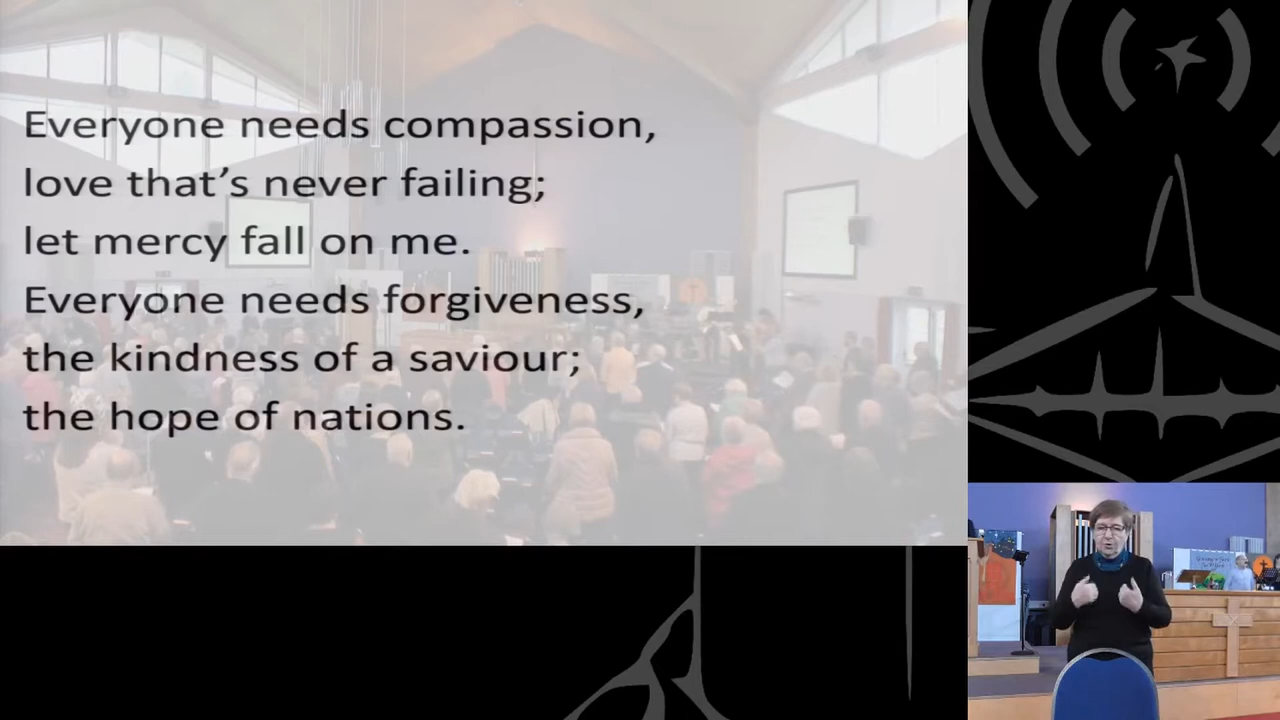 Everyone needs compassion,
love that’s never failing;
let mercy fall on me.
Everyone needs forgiveness,
the kindness of a saviour;
the hope of nations.